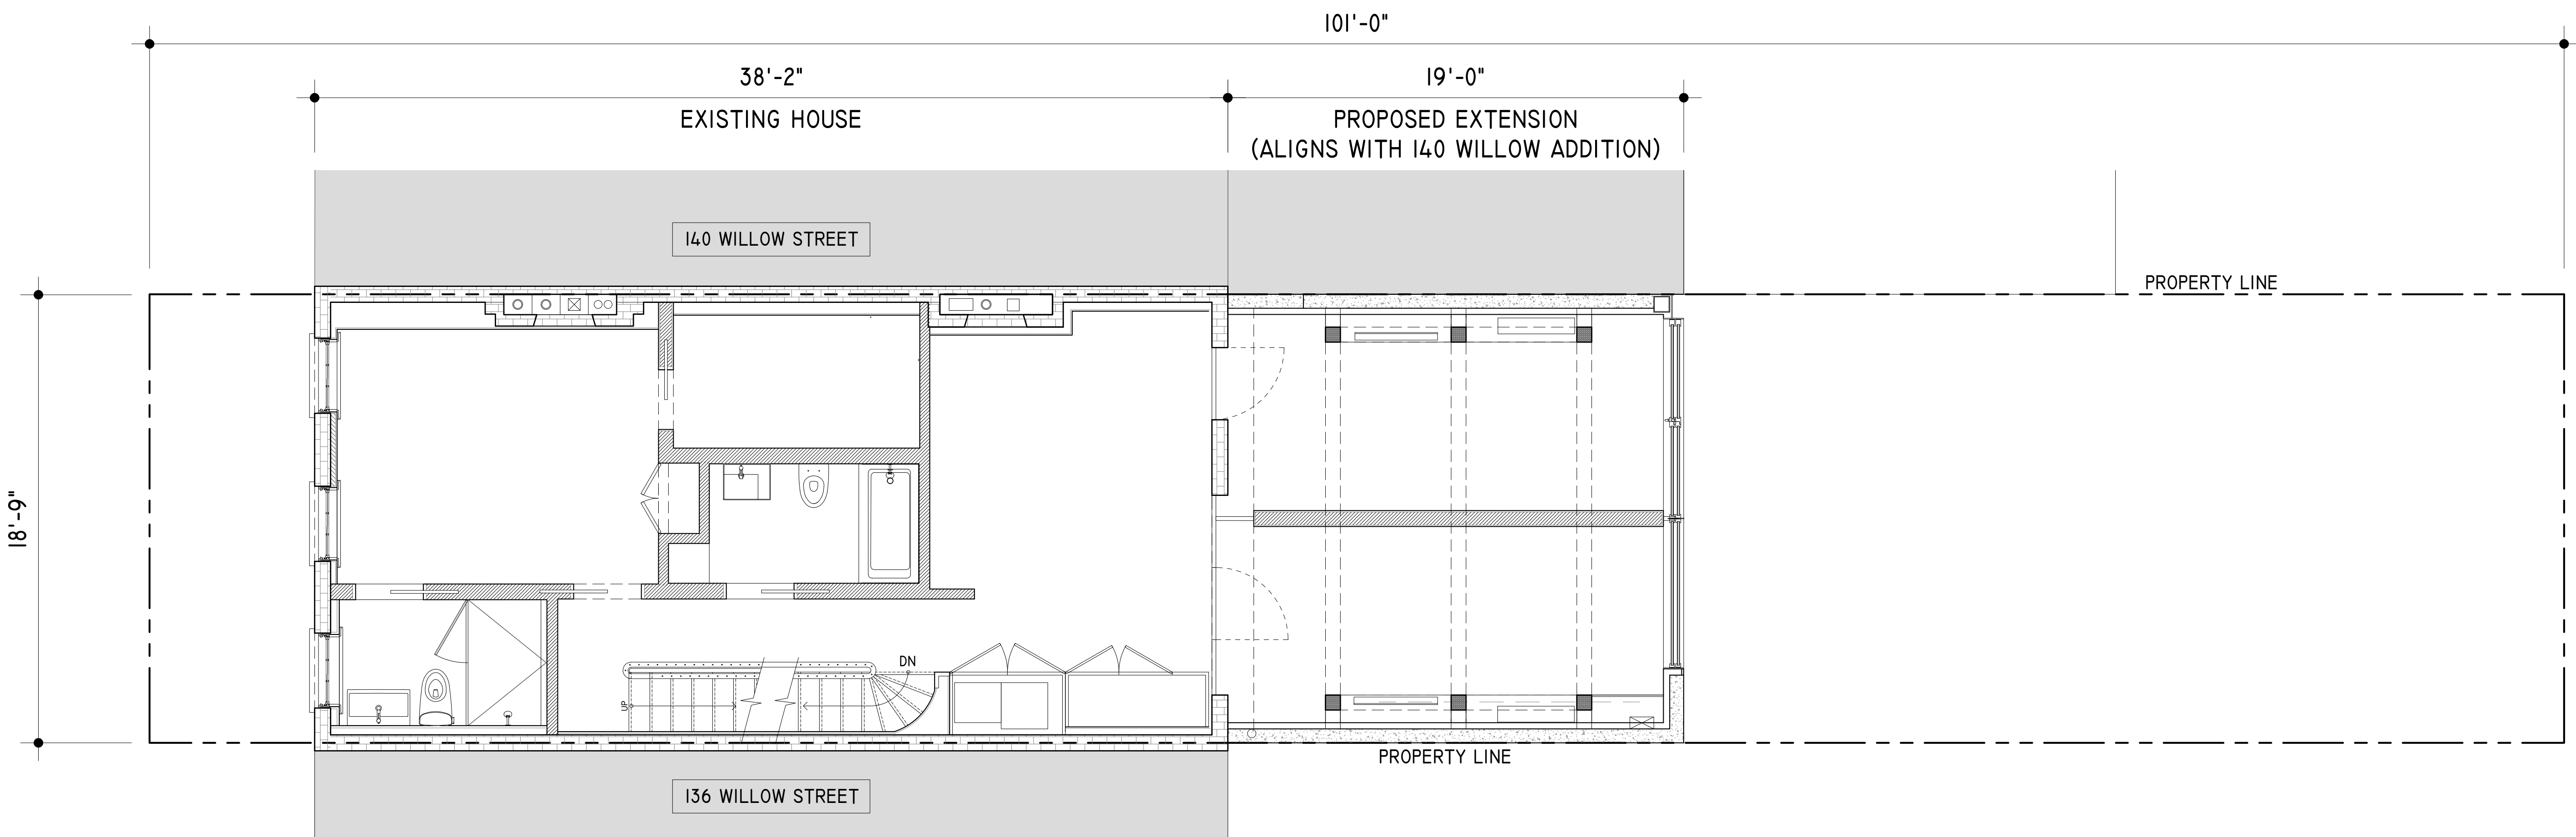 101'-0"
38'-2"
19'-0"
EXISTING HOUSE
PROPOSED EXTENSION
(ALIGNS WITH 140 WILLOW ADDITION)
140 WILLOW STREET
PROPERTY LINE
18'-9"
DN
UP
PROPERTY LINE
136 WILLOW STREET